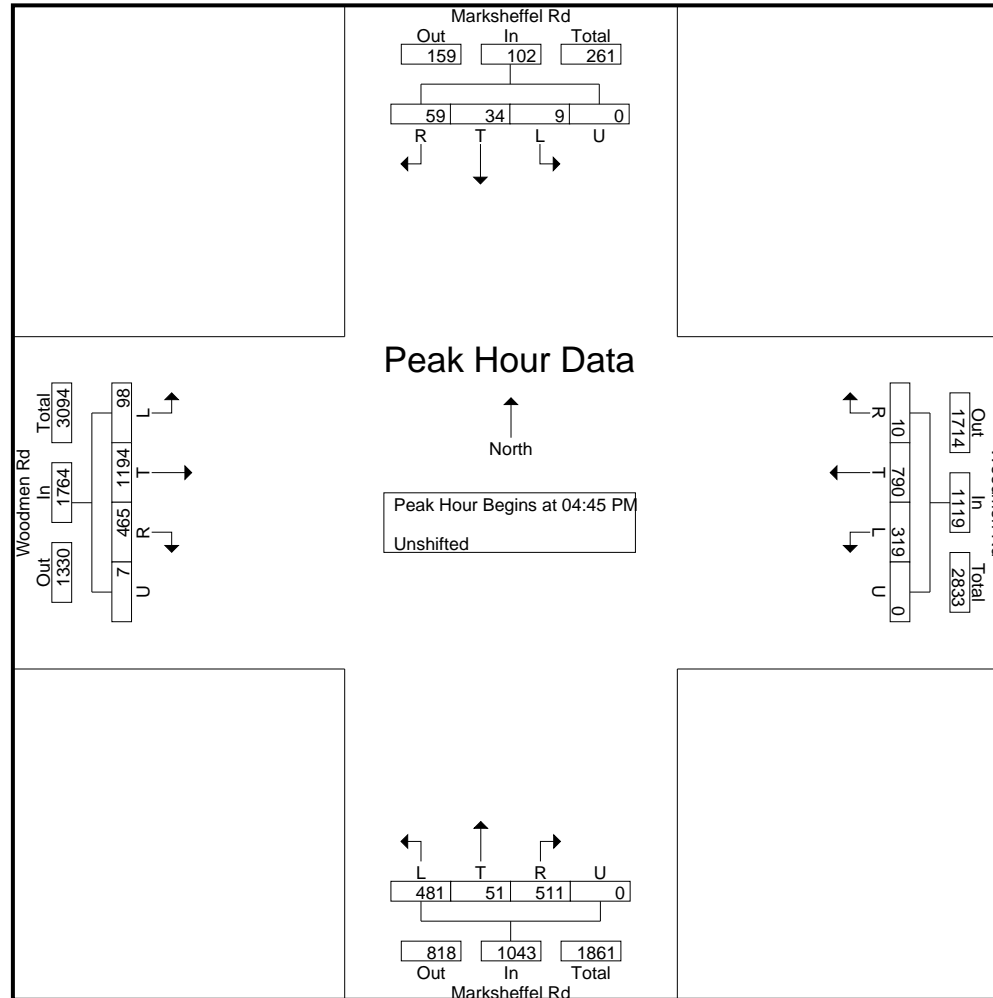 Marksheffel Rd
Out In Total
159 102 261
59 34 9 0
R T L U
Peak Hour Data
North
Peak Hour Begins at 04:45 PM
Unshifted
Woodmen Rd
Total In Out
3094 1764 1330
98 1194 465 7
L T R U
Out In Total
1714 1119 2833
R T L U
10 790 319 0
L T R U
481 51 511 0
818 1043 1861
Out In Total
Marksheffel Rd